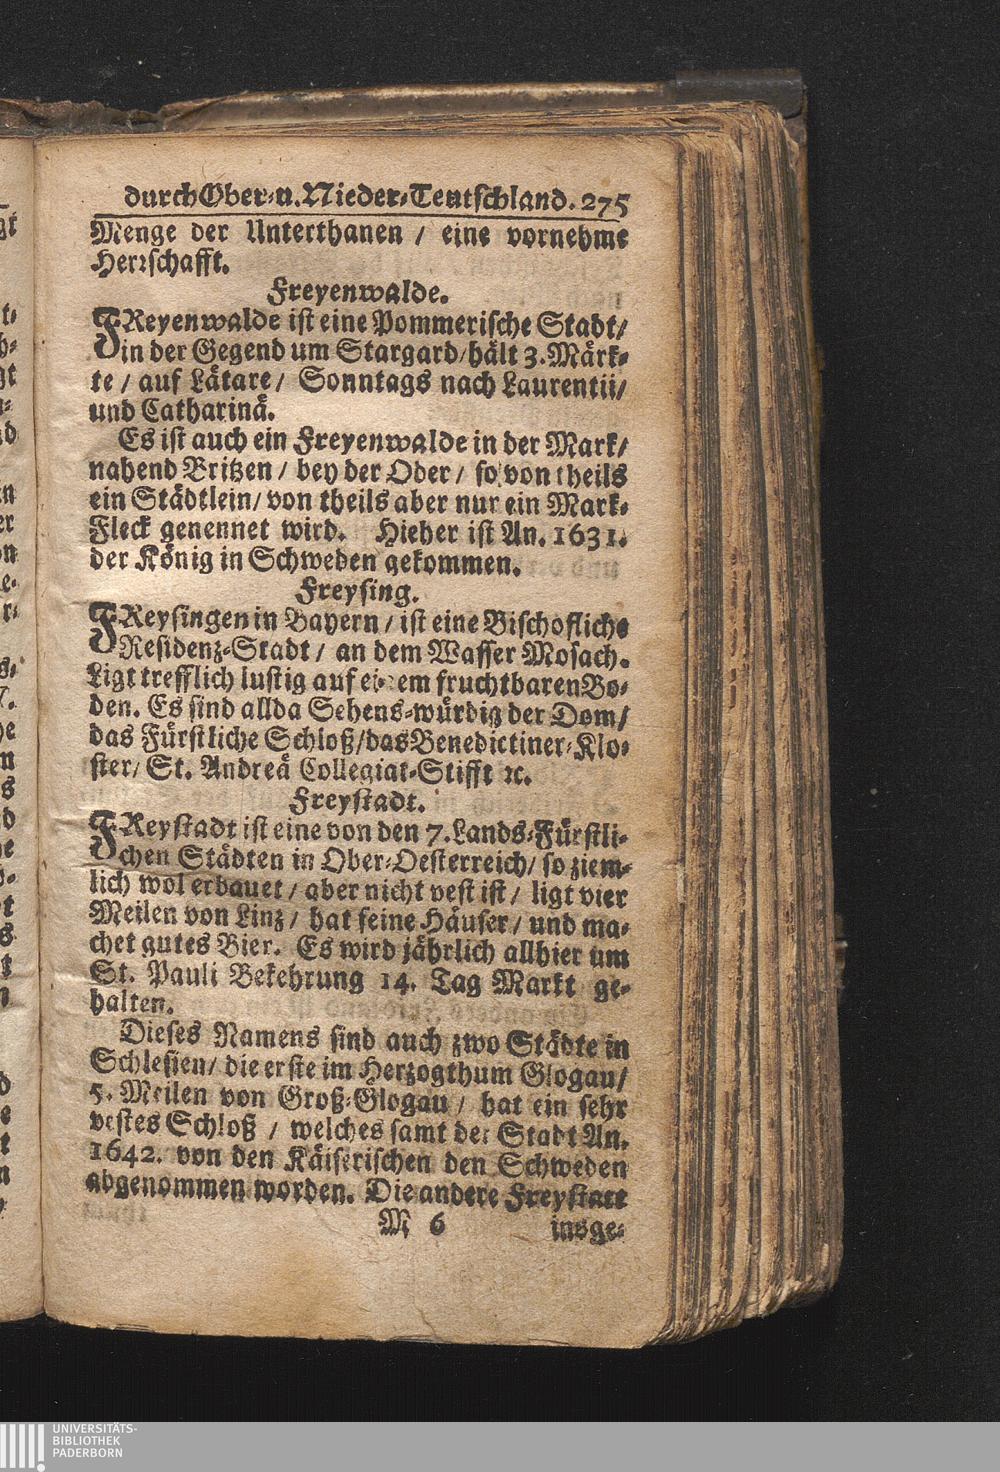 durch Ober-u. Nieder-Teutschland. 275
Menge der Unterthanen / eine vornehme
Herrschafft.
Freyenwalde.
FReyenwalde ist eine Pommerische Stadt/
in der Gegend um Stargard/hält 3. Märk-
te / auf Lätare / Sonntags nach Laurentii/
und Catharinä.
Es ist auch ein Freyenwalde in der Mark/
nahend Britzen / bey der Oder / so von theils
ein Städtlein/ von theils aber nur ein Mark-
Fleck genennet wird. Hieher ist An. 1631.
der König in Schweden gekommen.
Freysing.
FReysingen in Bayern / ist eine Bischofliche
Residenz-Stadt / an dem Wasser Mosach.
Ligt trefflich lustig auf einem fruchtbaren Bo-
den. Es sind allda Sehens-würdig der Dom/
das Fürstliche Schloß/das Benedictiner-Klo-
ster/ St. Andreä Collegiat-Stifft ꝛc.
Freystadt.
FReystadt ist eine von den 7. Lands-Fürstli-
chen Städten in Ober-Oesterreich/ so ziem-
lich wol erbauet / aber nicht vest ist / ligt vier
Meilen von Linz / hat feine Häuser / und ma-
chet gutes Bier. Es wird jährlich allhier um
St. Pauli Bekehrung 14. Tag Markt ge-
halten.
Dieses Namens sind auch zwo Städte in
Schlesien/ die erste im Herzogthum Glogau/
5. Meilen von Groß-Glogau / hat ein sehr
vestes Schloß / welches samt der Stadt An.
1642. von den Käiserischen den Schweden
abgenommen worden. Die andere Freystatt
M 6 insge-
UNIVERSITÄTS-
BIBLIOTHEK
PADERBORN